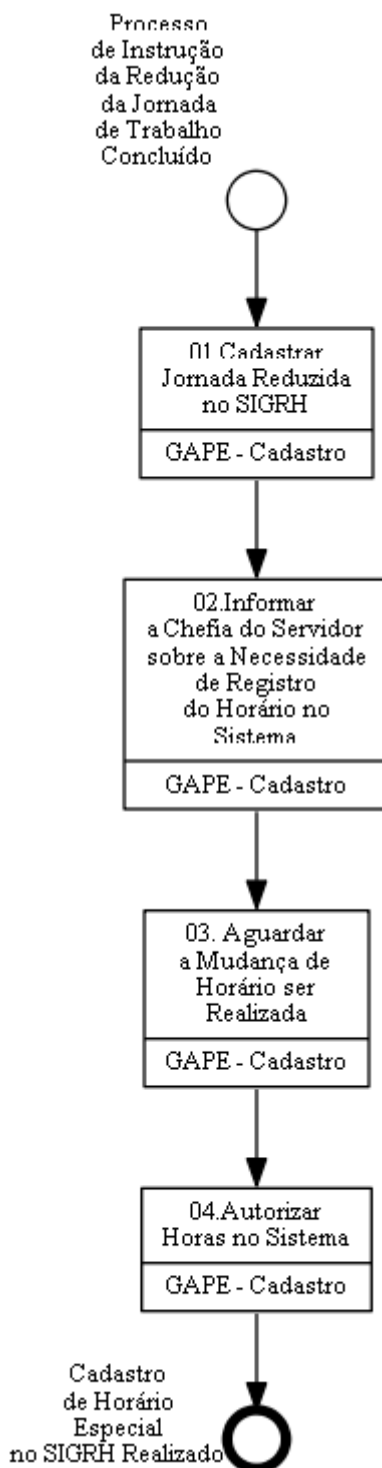 Processo
de Instrução
da Redução
da Jornada
de Trabalho
Concluído
01.Cadastrar
Jornada Reduzida
no SIGRH
GAPE - Cadastro
02.Informar
a Chefia do Servidor
sobre a Necessidade
de Registro
do Horário no
Sistema
GAPE - Cadastro
03. Aguardar
a Mudança de
Horário ser
Realizada
GAPE - Cadastro
04.Autorizar
Horas no Sistema
GAPE - Cadastro
Cadastro
de Horário
Especial
no SIGRH Realizado